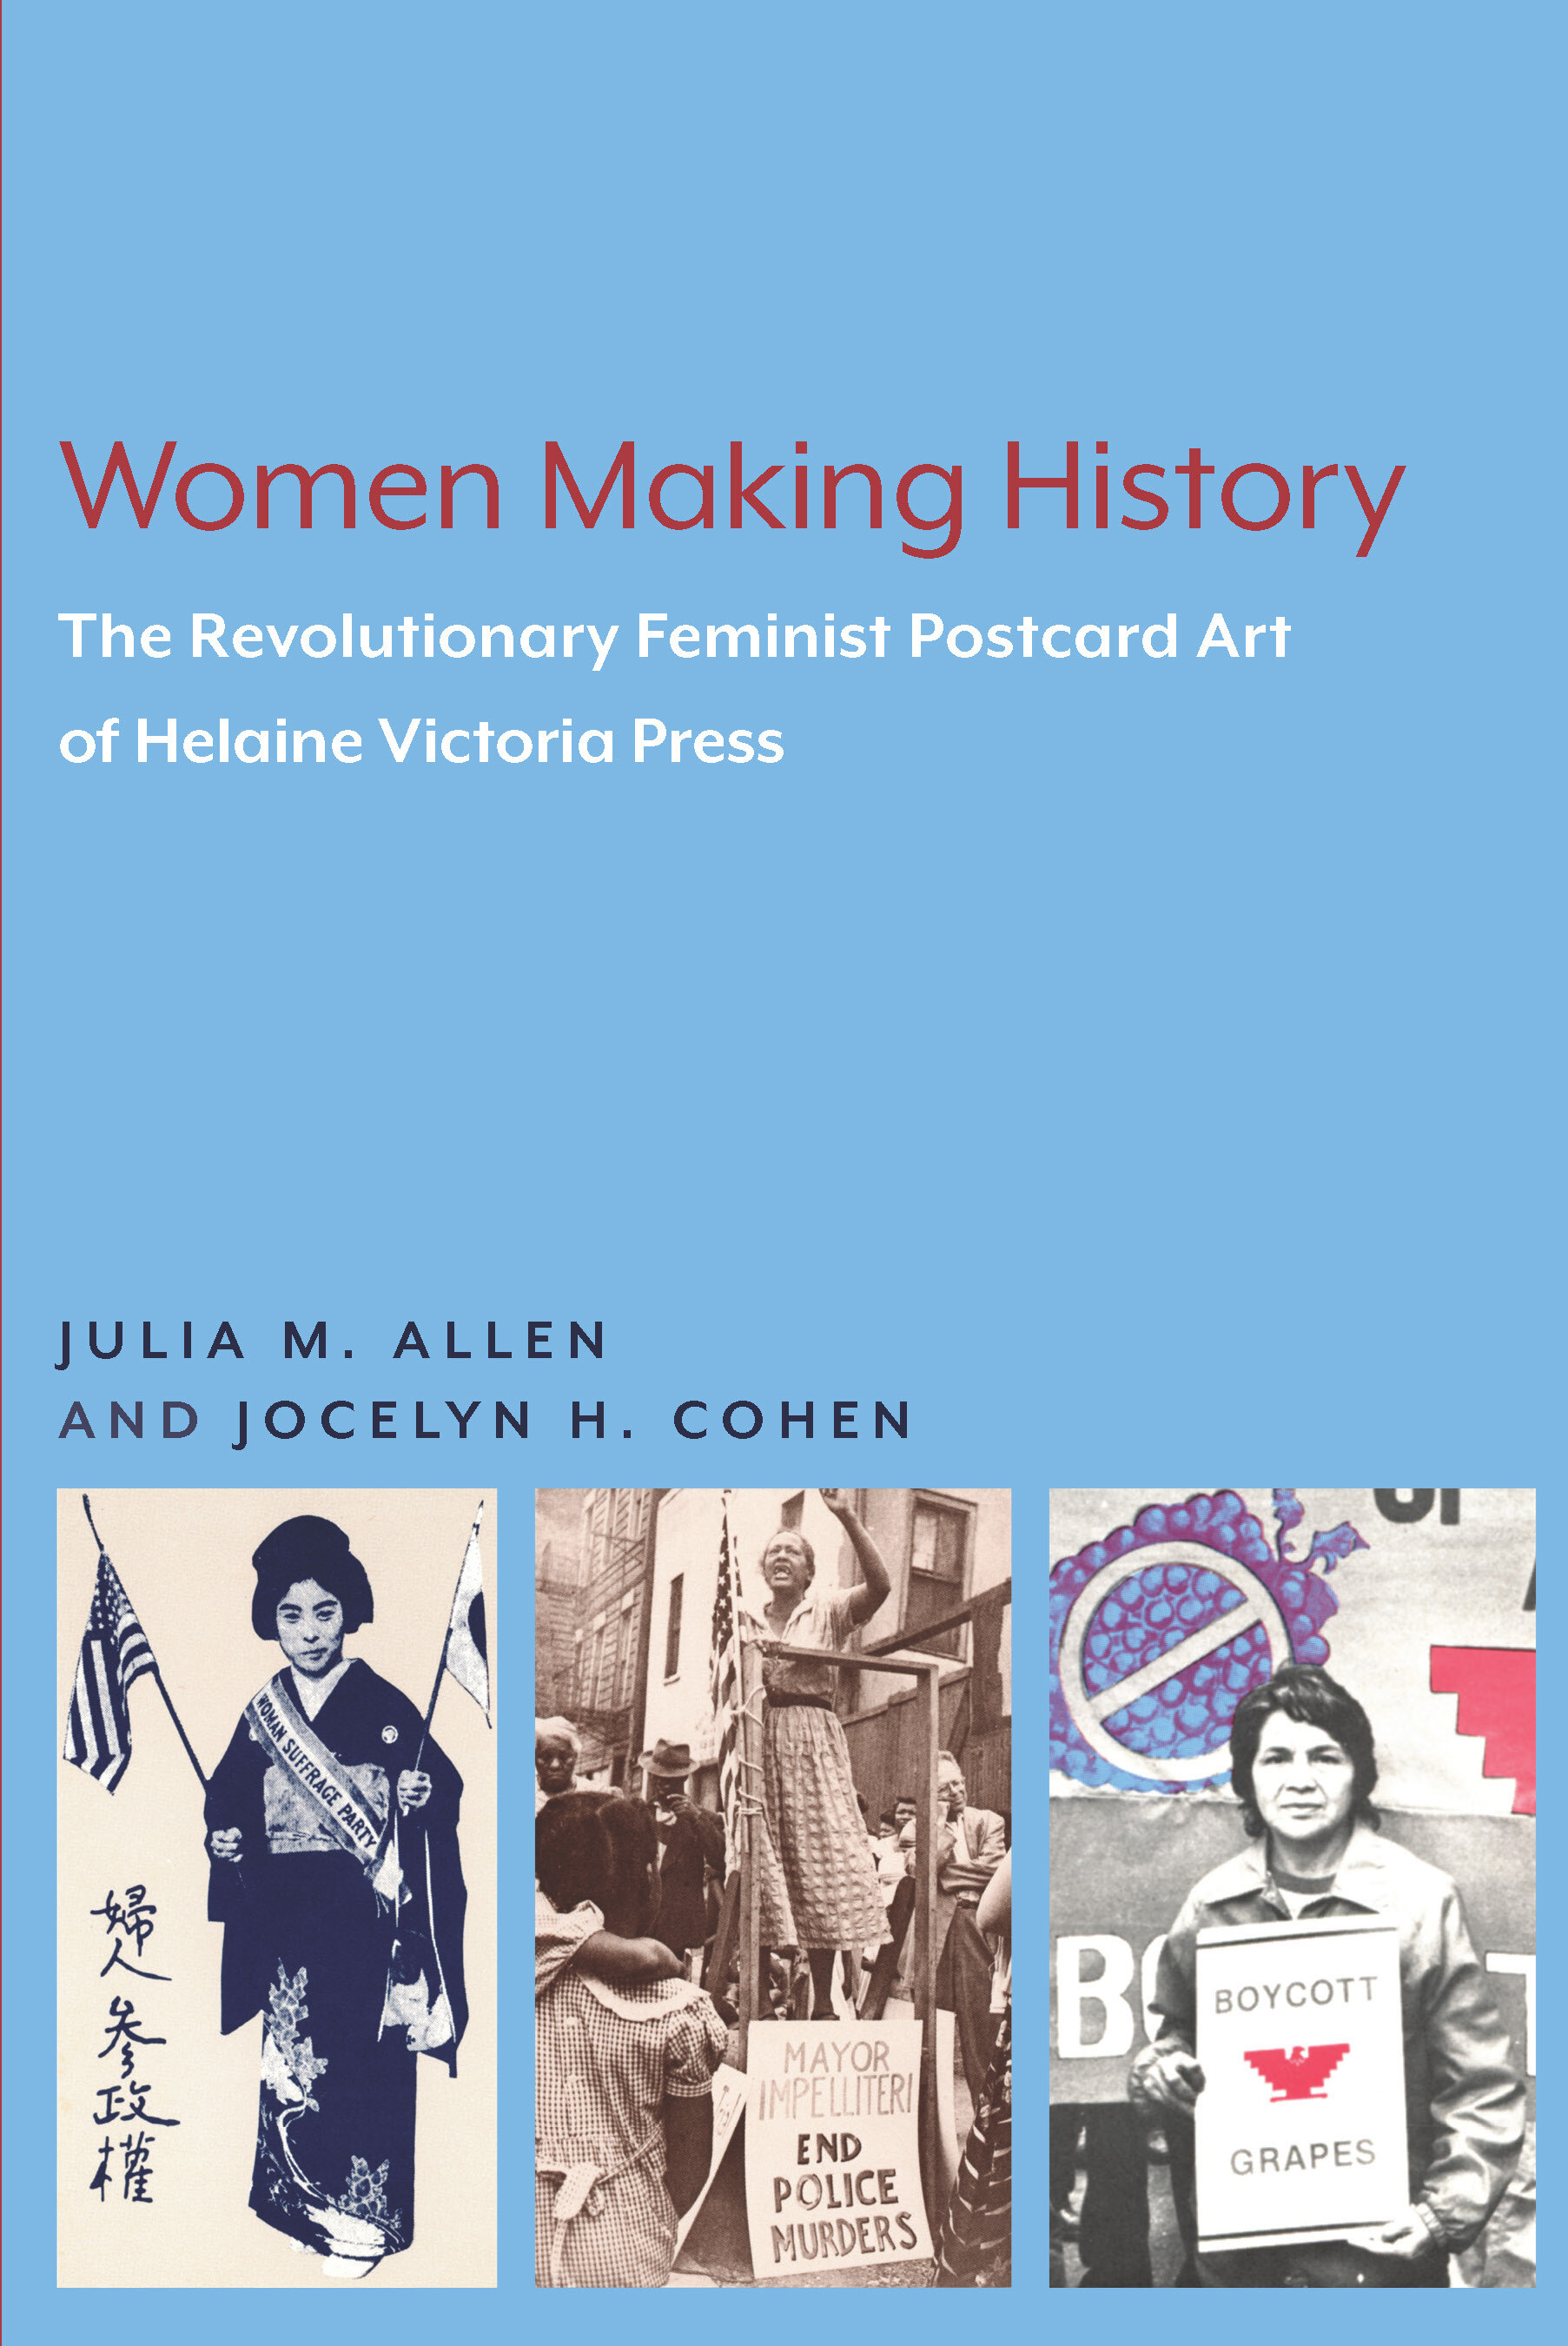 Women Making History
The Revolutionary Feminist Postcard Art
of Helaine Victoria Press
JULIA M. ALLEN
AND JOCELYN H. COHEN
WOMAN SUFFRAGE PARTY
婦人参政權
MAYOR
IMPELLITERI
END
POLICE
MURDERS
BOYCOTT
GRAPES